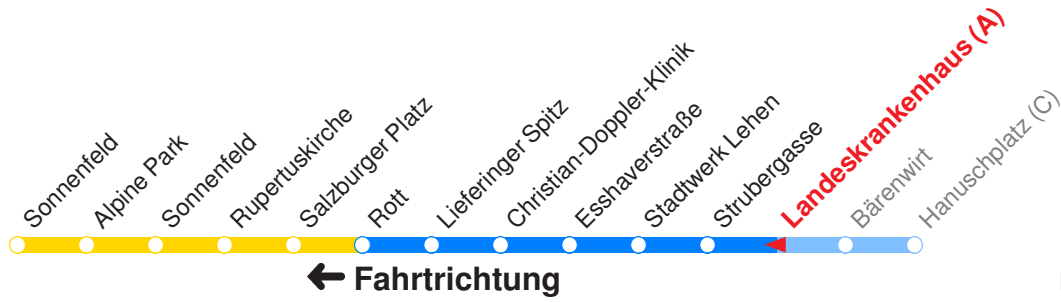 Sonnenfeld
Alpine Park
Sonnenfeld
Rupertuskirche
Salzburger Platz
Rott
Lieferinger Spitz
Christian-Doppler-Klinik
Esshaverstraße
Stadtwerk Lehen
Strubergasse
Landeskrankenhaus (A)
Bärenwirt
Hanuschplatz (C)
Fahrtrichtung